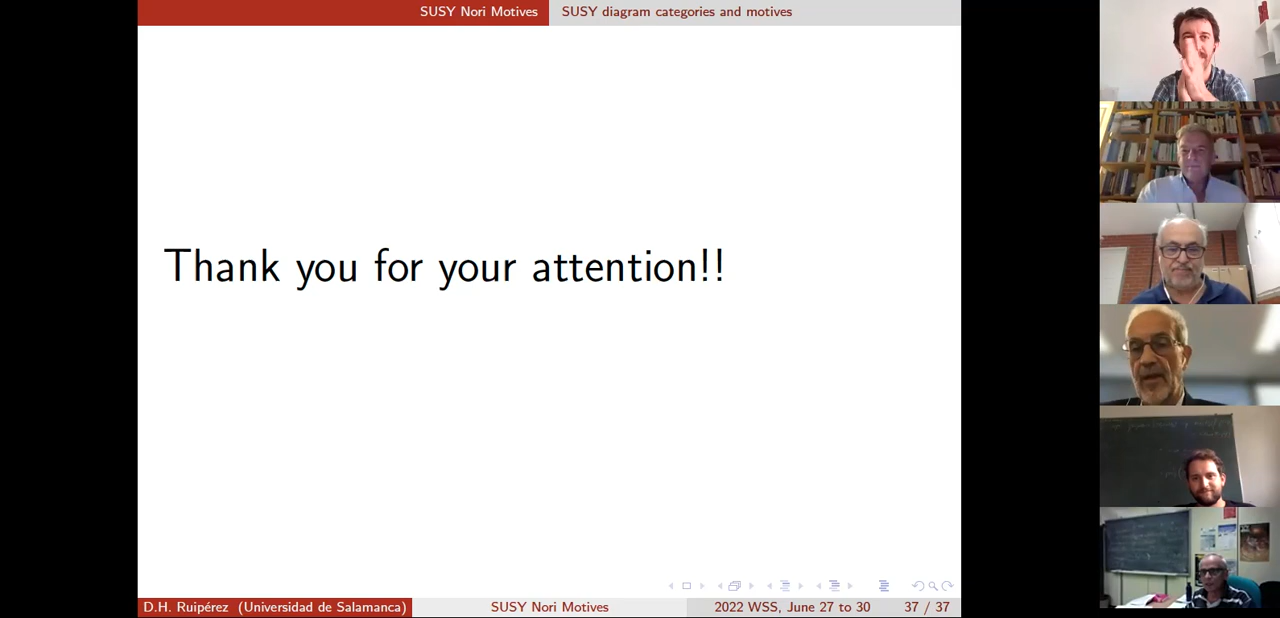 SUSY Nori Motives
SUSY diagram categories and motives
Thank you for your attention!!
D.H. Ruipérez (Universidad de Salamanca)
SUSY Nori Motives
2022 WSS, June 27 to 30
37 / 37